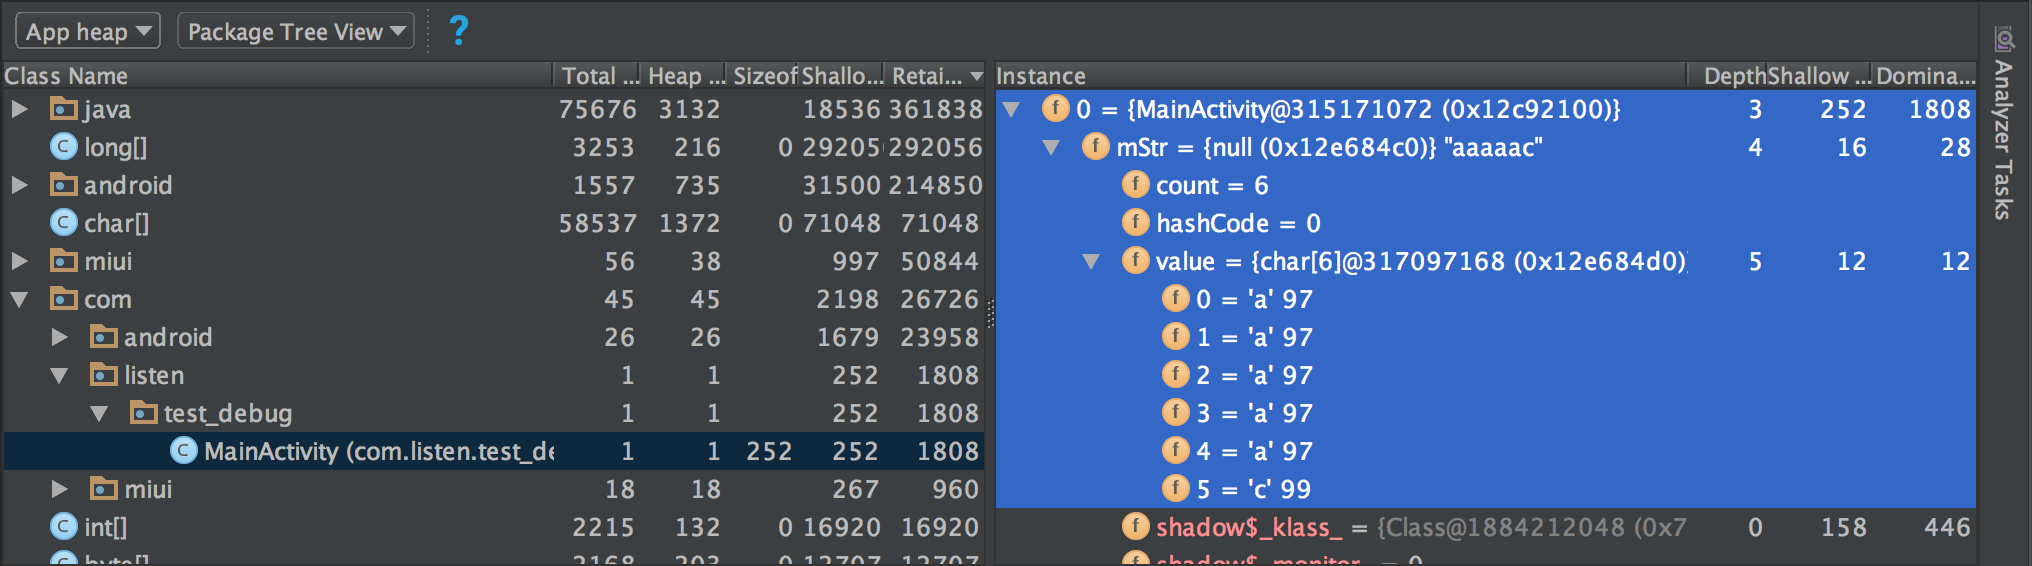 App heap Package Tree View ?
Class Name Total ... Heap ... Sizeof Shallo... Retai...
java 75676 3132 18536 361838
long[] 3253 216 0 29205 292056
android 1557 735 31500 214850
char[] 58537 1372 0 71048 71048
miui 56 38 997 50844
com 45 45 2198 26726
android 26 26 1679 23958
listen 1 1 252 1808
test_debug 1 1 252 1808
C MainActivity (com.listen.test_de 1 1 252 252 1808
miui 18 18 267 960
C int[] 2215 132 0 16920 16920
byte[] 2168 203 0 12707 12707
Instance Depth Shallow ... Domina...
f 0 = {MainActivity@315171072 (0x12c92100)} 3 252 1808
f mStr = {null (0x12e684c0)} "aaaaac" 4 16 28
f count = 6
f hashCode = 0
f value = {char[6]@317097168 (0x12e684d0)} 5 12 12
f 0 = 'a' 97
f 1 = 'a' 97
f 2 = 'a' 97
f 3 = 'a' 97
f 4 = 'a' 97
f 5 = 'c' 99
f shadow$_klass_ = {Class@1884212048 (0x7 0 158 446
shadow$_monitor_ = 0
Analyzer Tasks